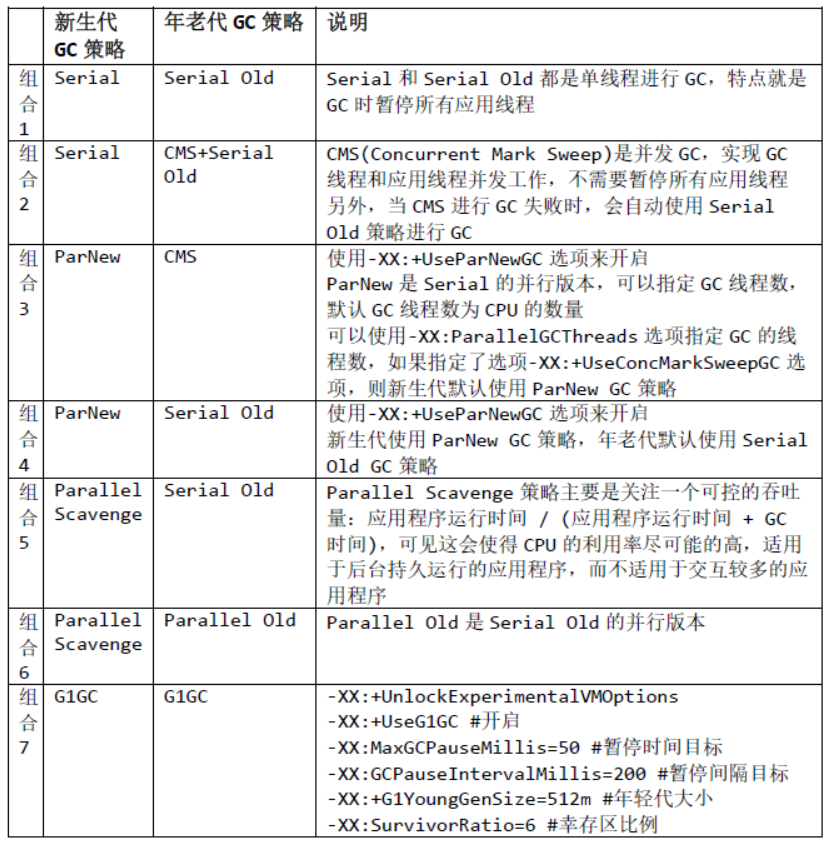 新生代
GC 策略
年老代 GC 策略
说明
组
合
1
Serial
Serial Old
Serial 和 Serial Old 都是单线程进行 GC，特点就是
GC 时暂停所有应用线程
组
合
2
Serial
CMS+Serial
Old
CMS(Concurrent Mark Sweep)是并发 GC，实现 GC
线程和应用线程并发工作，不需要暂停所有应用线程
另外，当 CMS 进行 GC 失败时，会自动使用 Serial
Old 策略进行 GC
组
合
3
ParNew
CMS
使用-XX:+UseParNewGC 选项来开启
ParNew 是 Serial 的并行版本，可以指定 GC 线程数，
默认 GC 线程数为 CPU 的数量
可以使用-XX:ParallelGCThreads 选项指定 GC 的线
程数，如果指定了选项-XX:+UseConcMarkSweepGC 选
项，则新生代默认使用 ParNew GC 策略
组
合
4
ParNew
Serial Old
使用-XX:+UseParNewGC 选项来开启
新生代使用 ParNew GC 策略，年老代默认使用 Serial
Old GC 策略
组
合
5
Parallel
Scavenge
Serial Old
Parallel Scavenge 策略主要是关注一个可控的吞吐
量：应用程序运行时间 / (应用程序运行时间 + GC
时间)，可见这会使得 CPU 的利用率尽可能的高，适用
于后台持久运行的应用程序，而不适用于交互较多的应
用程序
组
合
6
Parallel
Scavenge
Parallel Old
Parallel Old 是 Serial Old 的并行版本
组
合
7
G1GC
G1GC
-XX:+UnlockExperimentalVMOptions
-XX:+UseG1GC #开启
-XX:MaxGCPauseMillis=50 #暂停时间目标
-XX:GCPauseIntervalMillis=200 #暂停间隔目标
-XX:+G1YoungGenSize=512m #年轻代大小
-XX:SurvivorRatio=6 #幸存区比例